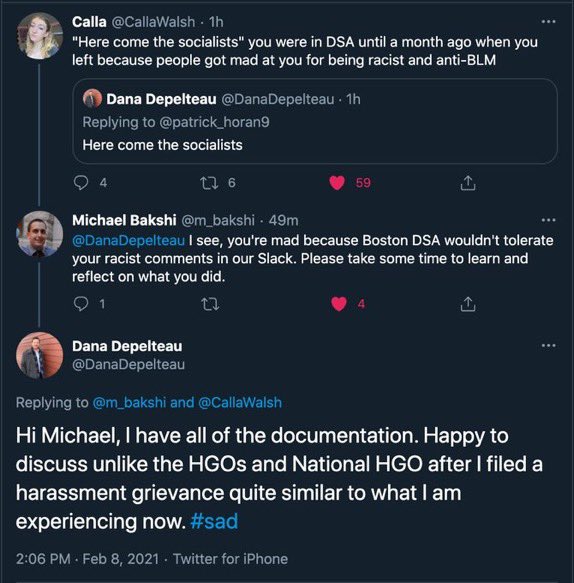 Calla @CallaWalsh · 1h
"Here come the socialists" you were in DSA until a month ago when you
left because people got mad at you for being racist and anti-BLM
Dana Depelteau @DanaDepelteau · 1h
Replying to @patrick_horan9
Here come the socialists
4 6 59
Michael Bakshi @m_bakshi · 49m
@DanaDepelteau I see, you're mad because Boston DSA wouldn't tolerate
your racist comments in our Slack. Please take some time to learn and
reflect on what you did.
1 4
Dana Depelteau
@DanaDepelteau
Replying to @m_bakshi and @CallaWalsh
Hi Michael, I have all of the documentation. Happy to
discuss unlike the HGOs and National HGO after I filed a
harassment grievance quite similar to what I am
experiencing now. #sad
2:06 PM · Feb 8, 2021 · Twitter for iPhone